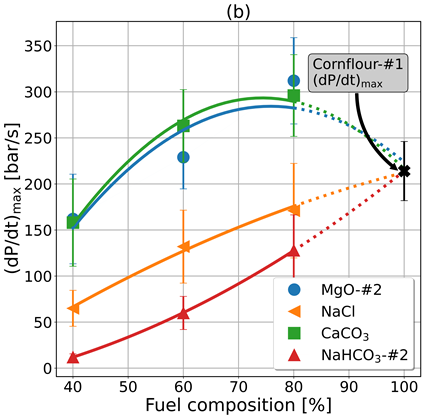 (b)
350
300
250
200
150
100
50
0
(dP/dt)max [bar/s]
Cornflour-#1
(dP/dt)max
MgO-#2
NaCl
CaCO3
NaHCO3-#2
40 50 60 70 80 90 100
Fuel composition [%]